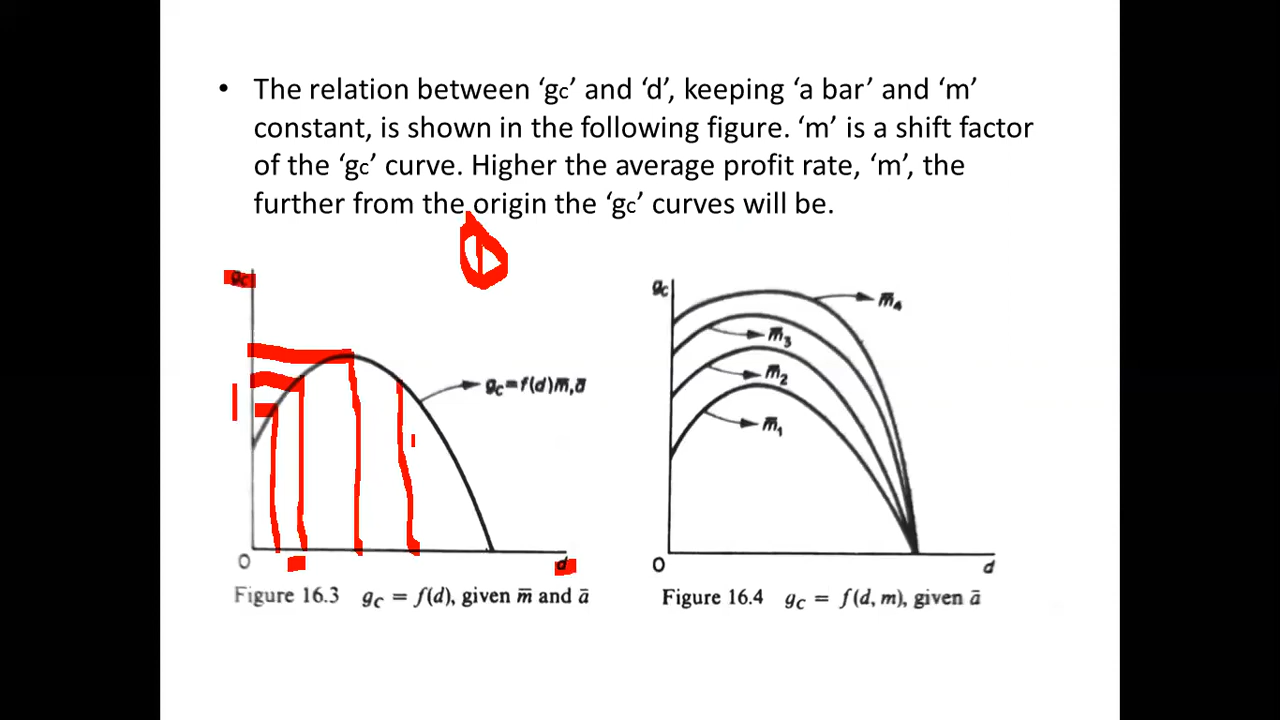 • The relation between ‘gc’ and ‘d’, keeping ‘a bar’ and ‘m’
constant, is shown in the following figure. ‘m’ is a shift factor
of the ‘gc’ curve. Higher the average profit rate, ‘m’, the
further from the origin the ‘gc’ curves will be.
gc
gc=f(d)m̄,ā
O
d
Figure 16.3 gc = f(d), given m̄ and ā
gc
m̄4
m̄3
m̄2
m̄1
O
d
Figure 16.4 gc = f(d, m), given ā